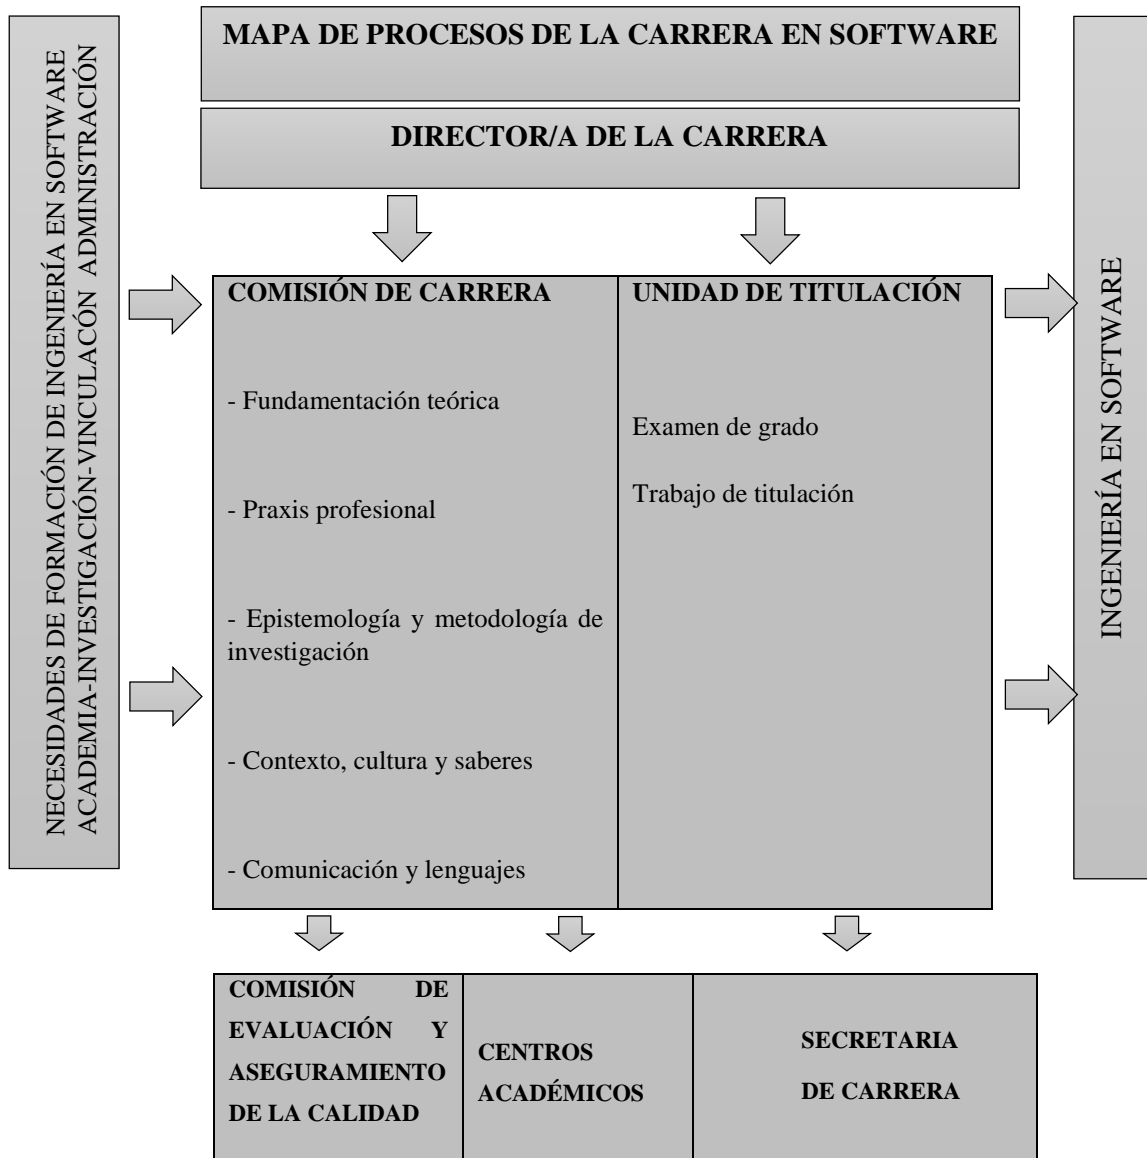 MAPA DE PROCESOS DE LA CARRERA EN SOFTWARE
DIRECTOR/A DE LA CARRERA
NECESIDADES DE FORMACIÓN DE INGENIERÍA EN SOFTWARE
ACADEMIA-INVESTIGACIÓN-VINCULACÓN ADMINISTRACIÓN
COMISIÓN DE CARRERA
- Fundamentación teórica
- Praxis profesional
- Epistemología y metodología de
investigación
- Contexto, cultura y saberes
- Comunicación y lenguajes
UNIDAD DE TITULACIÓN
Examen de grado
Trabajo de titulación
INGENIERÍA EN SOFTWARE
COMISIÓN DE
EVALUACIÓN Y
ASEGURAMIENTO
DE LA CALIDAD
CENTROS
ACADÉMICOS
SECRETARIA
DE CARRERA